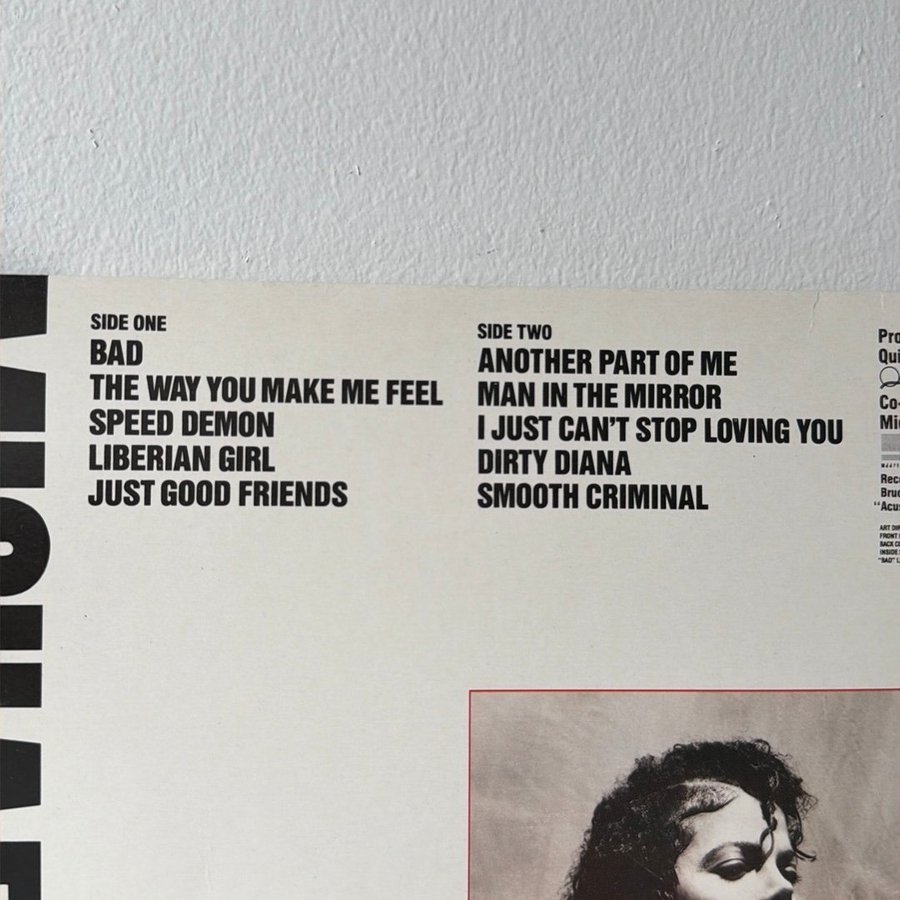 SIDE ONE
BAD
THE WAY YOU MAKE ME FEEL
SPEED DEMON
LIBERIAN GIRL
JUST GOOD FRIENDS
SIDE TWO
ANOTHER PART OF ME
MAN IN THE MIRROR
I JUST CAN'T STOP LOVING YOU
DIRTY DIANA
SMOOTH CRIMINAL